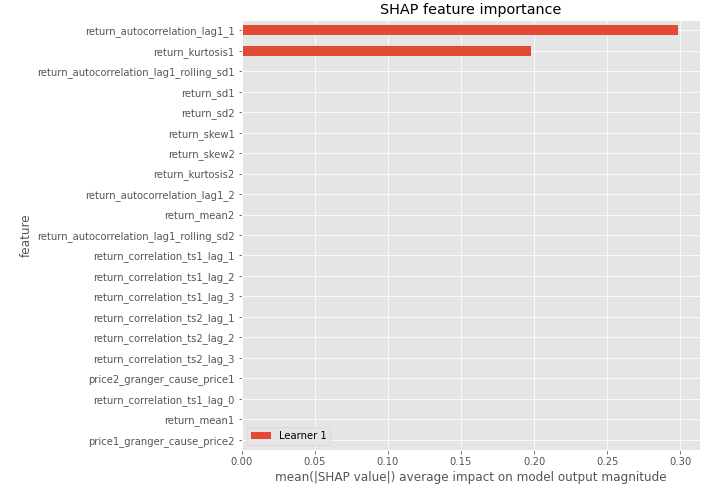 SHAP feature importance
return_autocorrelation_lag1_1
return_kurtosis1
return_autocorrelation_lag1_rolling_sd1
return_sd1
return_sd2
return_skew1
return_skew2
return_kurtosis2
return_autocorrelation_lag1_2
return_mean2
return_autocorrelation_lag1_rolling_sd2
return_correlation_ts1_lag_1
return_correlation_ts1_lag_2
return_correlation_ts1_lag_3
return_correlation_ts2_lag_1
return_correlation_ts2_lag_2
return_correlation_ts2_lag_3
price2_granger_cause_price1
return_correlation_ts1_lag_0
return_mean1
price1_granger_cause_price2
feature
Learner 1
0.00 0.05 0.10 0.15 0.20 0.25 0.30
mean(|SHAP value|) average impact on model output magnitude